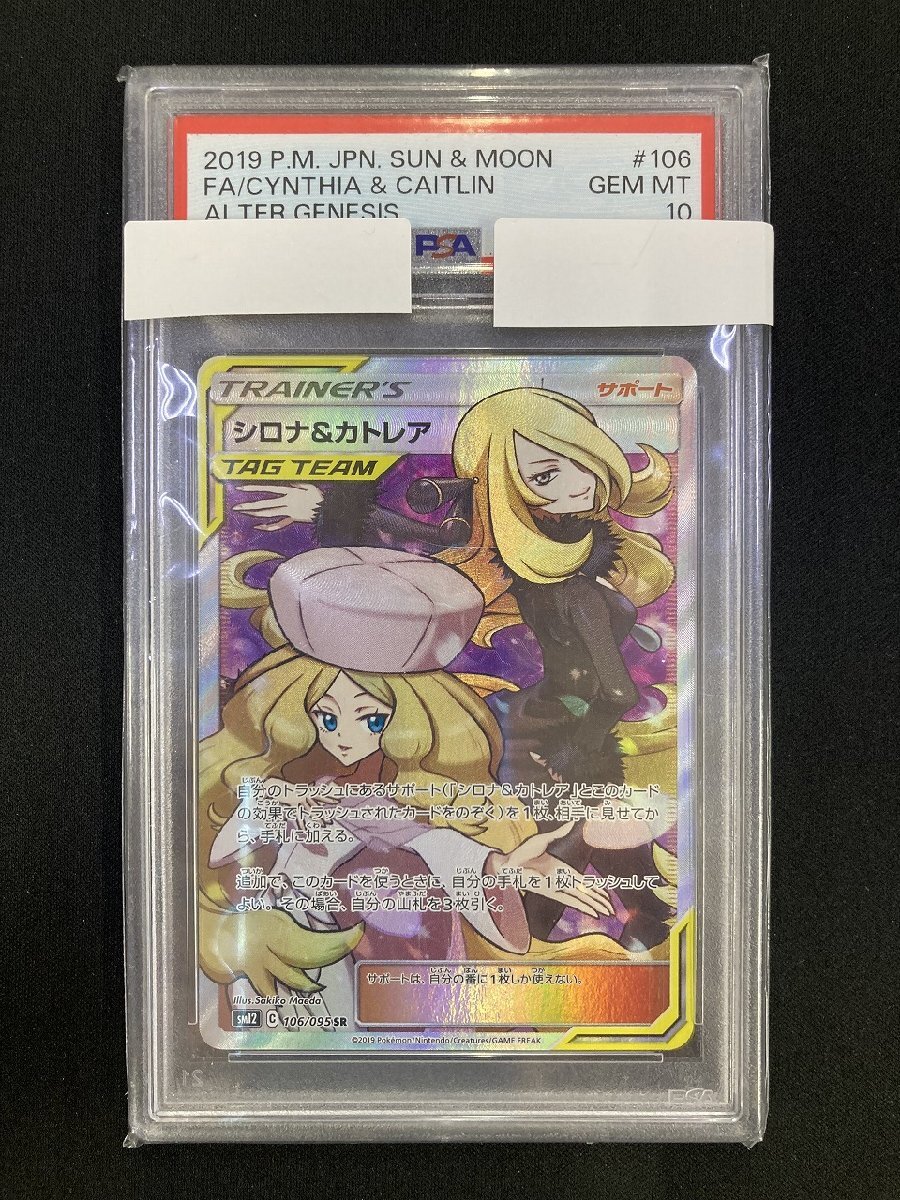 2019 P.M. JPN. SUN & MOON #106
FA/CYNTHIA & CAITLIN GEM MT
ALTER GENESIS 10
PSA
TRAINER'S サポート
シロナ&カトレア
TAG TEAM
自分のトラッシュにあるサポート(「シロナ&カトレア」とこのカード
の効果でトラッシュされたカードをのぞく)を1枚、相手に見せてか
ら、手札に加える。
追加で、このカードを使うときに、自分の手札を1枚トラッシュして
よい。その場合、自分の山札を3枚引く。
サポートは、自分の番に1枚しか使えない。
Illus. Sakiko Maeda
SM12 C 106/095 SR
©2019 Pokémon/Nintendo/Creatures/GAME FREAK